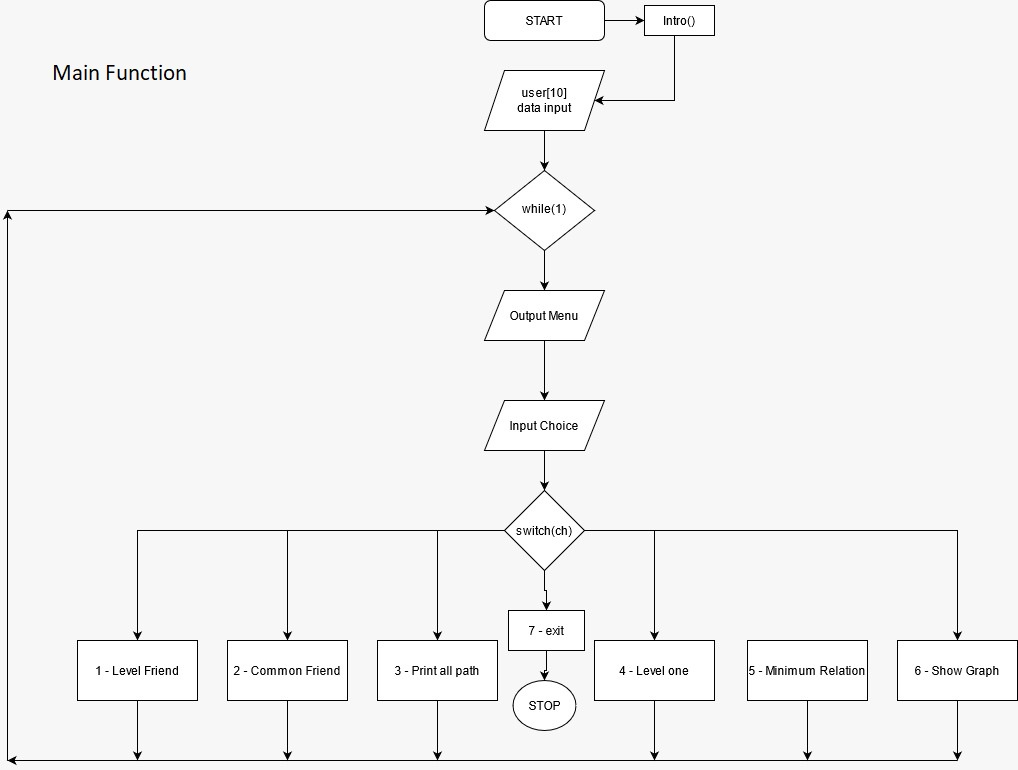 START
Intro()
Main Function
user[10]
data input
while(1)
Output Menu
Input Choice
switch(ch)
7 - exit
1 - Level Friend
2 - Common Friend
3 - Print all path
4 - Level one
5 - Minimum Relation
6 - Show Graph
STOP